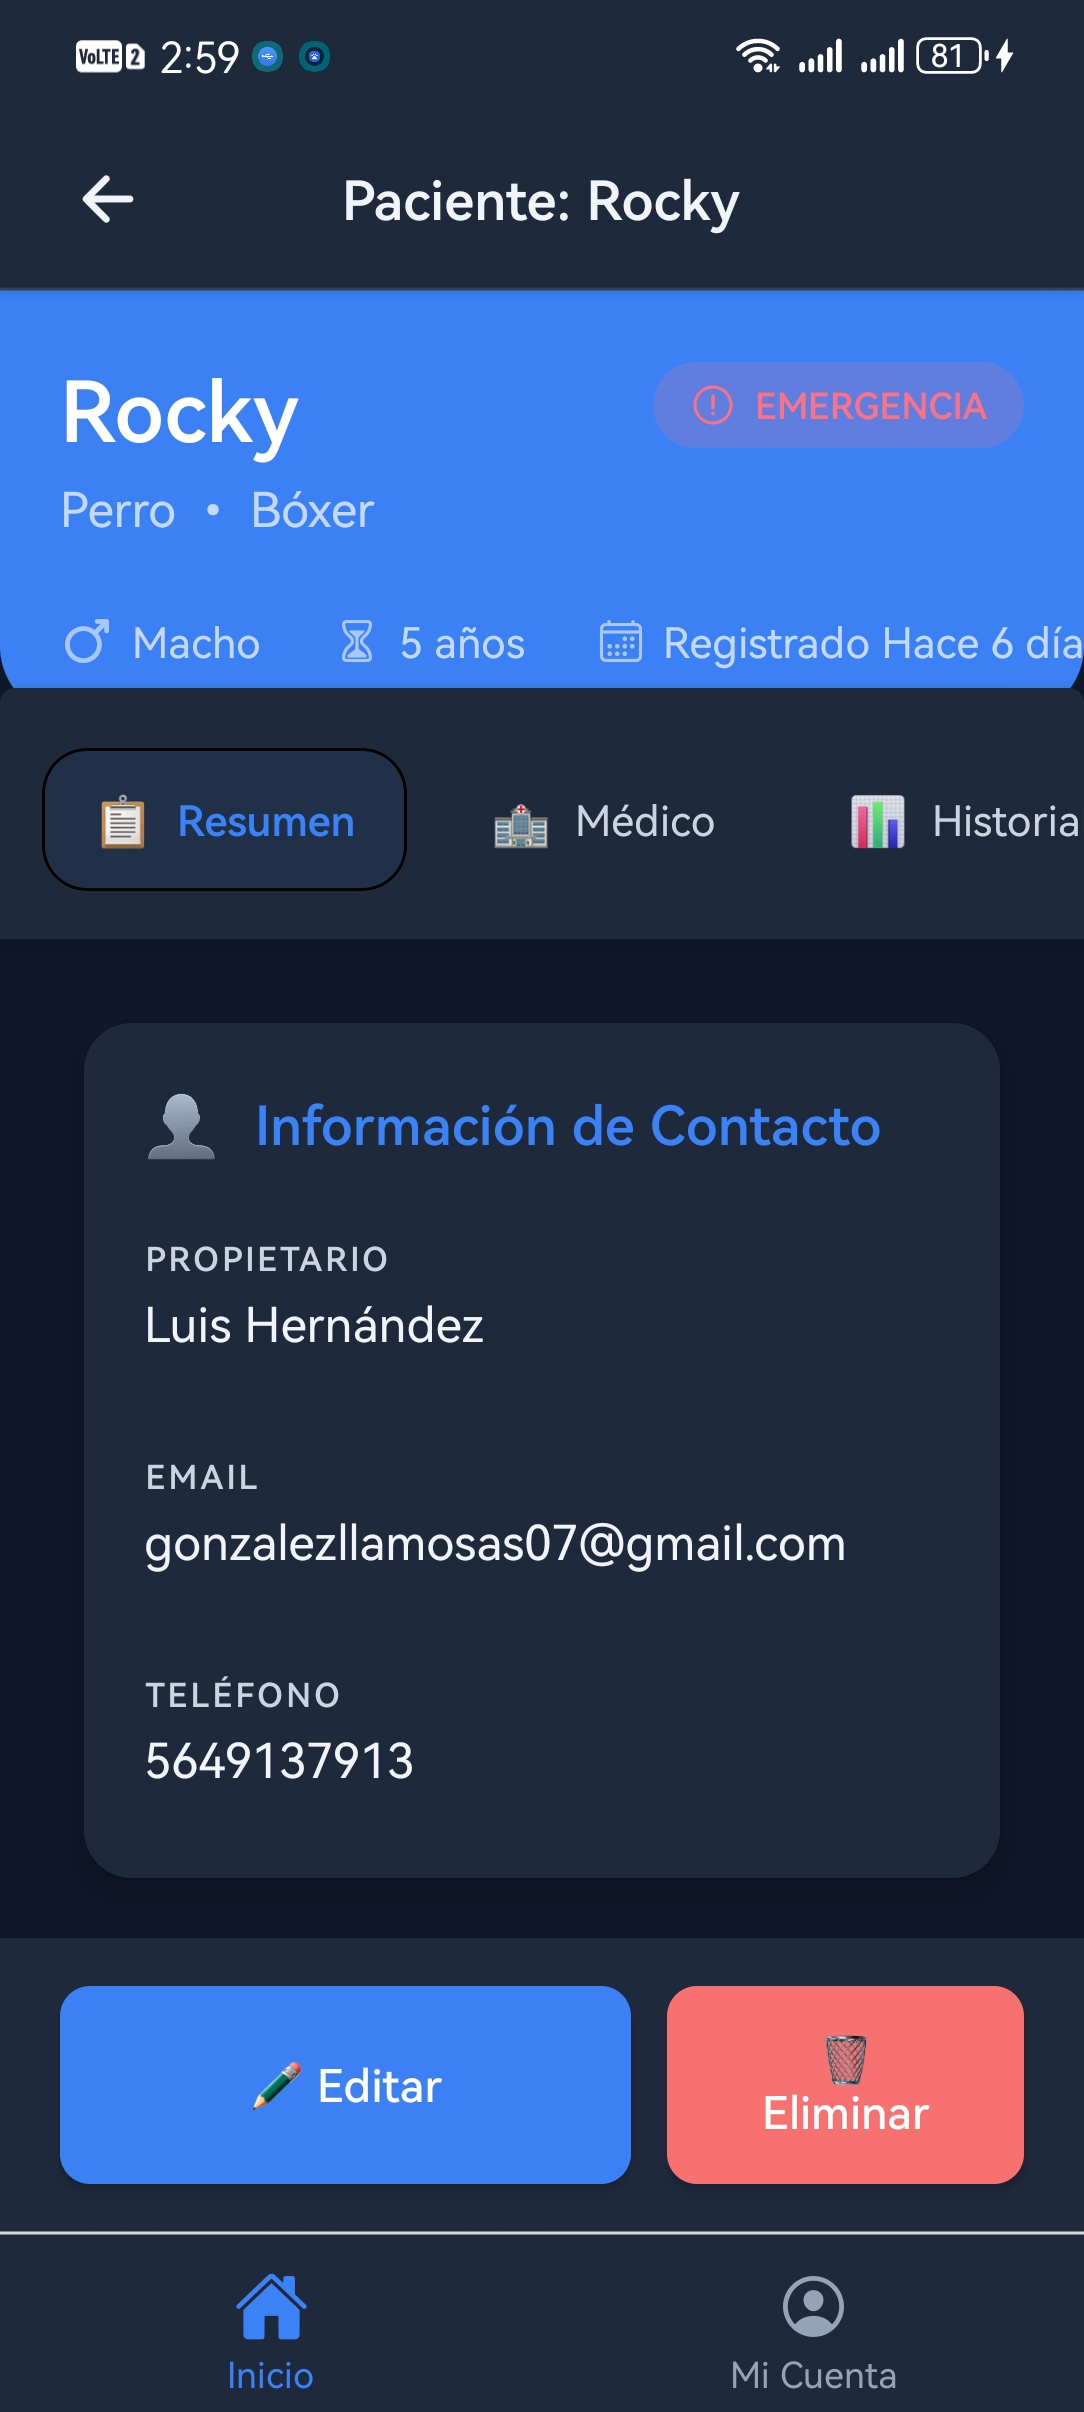 VoLTE 2 2:59 81
Paciente: Rocky
Rocky
EMERGENCIA
Perro • Bóxer
Macho 5 años Registrado Hace 6 día
Resumen Médico Historia
Información de Contacto
PROPIETARIO
Luis Hernández
EMAIL
gonzalezllamosas07@gmail.com
TELÉFONO
5649137913
Editar
Eliminar
Inicio Mi Cuenta